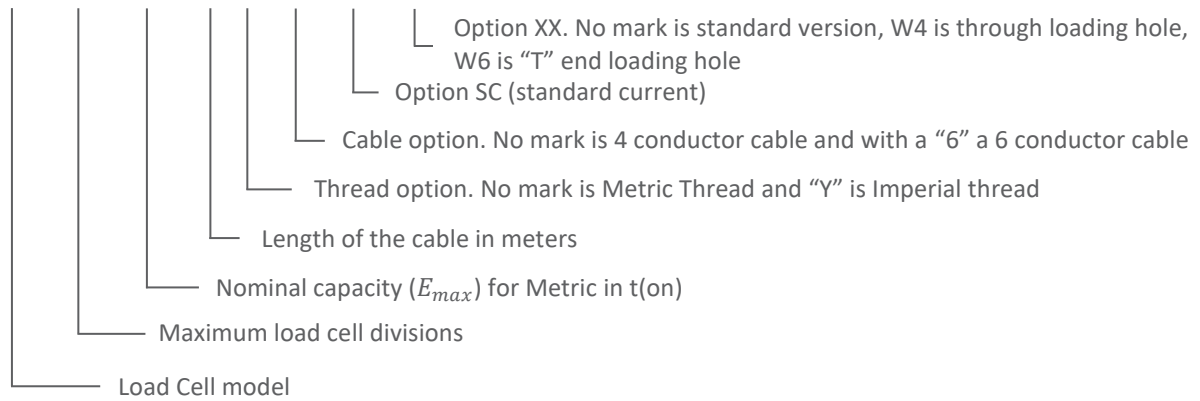 Option XX. No mark is standard version, W4 is through loading hole,
W6 is “T” end loading hole
Option SC (standard current)
Cable option. No mark is 4 conductor cable and with a “6” a 6 conductor cable
Thread option. No mark is Metric Thread and “Y” is Imperial thread
Length of the cable in meters
Nominal capacity (E_max) for Metric in t(on)
Maximum load cell divisions
Load Cell model